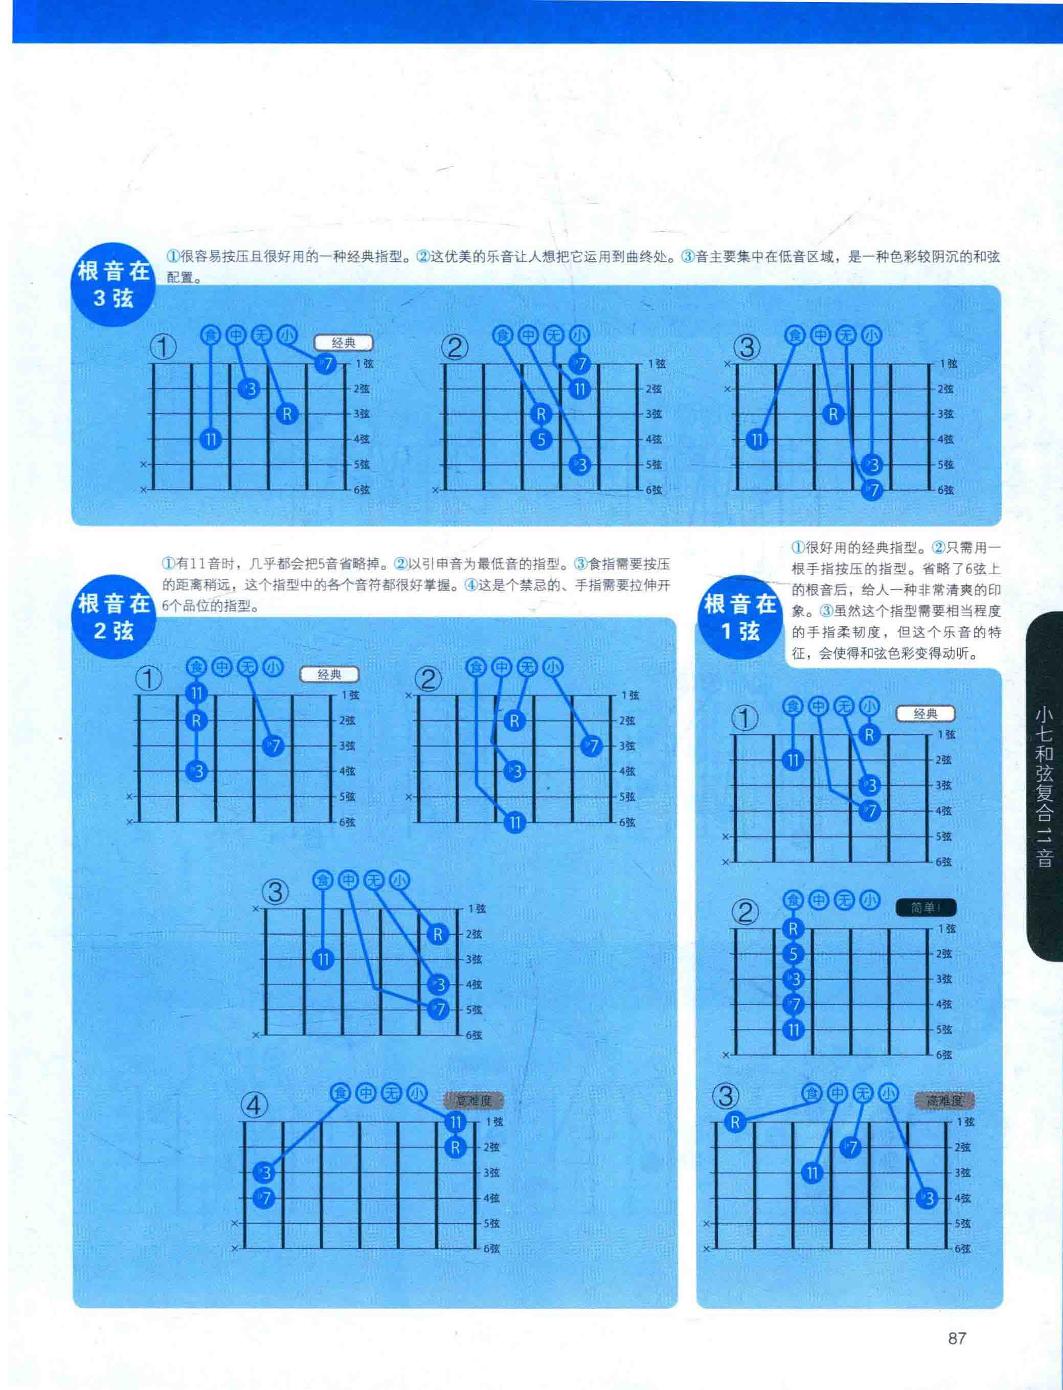 根音在
3弦
①很容易按压且很好用的一种经典指型。②这优美的乐音让人想把它运用到曲终处。③音主要集中在低音区域，是一种色彩较阴沉的和弦
配置。
① 食 中 无 小 经典
♭7 1弦
♭3 2弦
R 3弦
11 4弦
× 5弦
× 6弦
② 食 中 无 小
♭7 1弦
11 2弦
R 3弦
5 4弦
♭3 5弦
× 6弦
③ 食 中 无 小
× 1弦
× 2弦
R 3弦
11 4弦
♭3 5弦
♭7 6弦
根音在
2弦
①有11音时，几乎都会把5音省略掉。②以引申音为最低音的指型。③食指需要按压
的距离稍远，这个指型中的各个音符都很好掌握。④这是个禁忌的、手指需要拉伸开
6个品位的指型。
① 食 中 无 小 经典
11 1弦
R 2弦
♭7 3弦
♭3 4弦
× 5弦
× 6弦
② 食 中 无 小
× 1弦
R 2弦
♭7 3弦
♭3 4弦
× 5弦
11 6弦
③ 食 中 无 小
× 1弦
R 2弦
11 3弦
♭3 4弦
♭7 5弦
× 6弦
④ 食 中 无 小 高难度
11 1弦
R 2弦
♭3 3弦
♭7 4弦
× 5弦
× 6弦
根音在
1弦
①很好用的经典指型。②只需用一
根手指按压的指型。省略了6弦上
的根音后，给人一种非常清爽的印
象。③虽然这个指型需要相当程度
的手指柔韧度，但这个乐音的特
征，会使得和弦色彩变得动听。
① 食 中 无 小 经典
R 1弦
11 2弦
♭3 3弦
♭7 4弦
× 5弦
× 6弦
② 食 中 无 小 简单!
R 1弦
5 2弦
♭3 3弦
♭7 4弦
11 5弦
× 6弦
③ 食 中 无 小 高难度
R 1弦
♭7 2弦
11 3弦
♭3 4弦
× 5弦
× 6弦
小七和弦复合11音
87